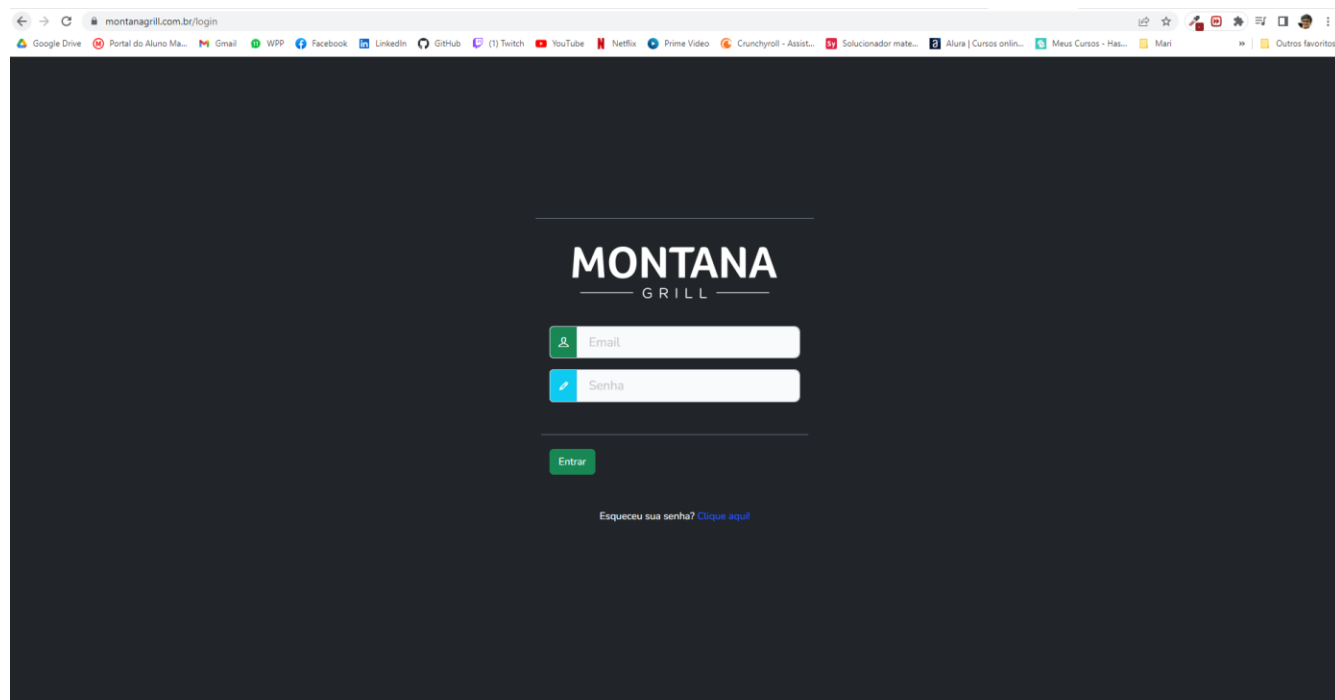 montanagrill.com.br/login
Google Drive Portal do Aluno Ma... Gmail WPP Facebook LinkedIn GitHub (1) Twitch YouTube Netflix Prime Video Crunchyroll - Assist... Solucionador mate... Alura | Cursos onlin... Meus Cursos - Has... Mari » Outros favoritos
MONTANA
GRILL
Email
Senha
Entrar
Esqueceu sua senha? Clique aqui!